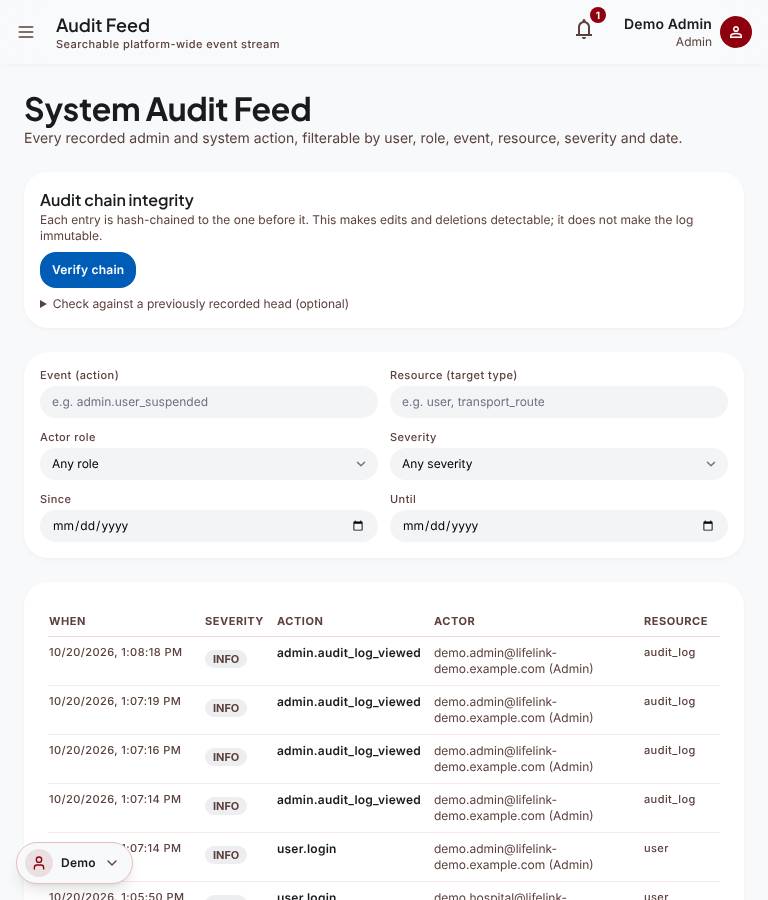 Audit Feed
Searchable platform-wide event stream
1
Demo Admin
Admin
System Audit Feed
Every recorded admin and system action, filterable by user, role, event, resource, severity and date.
Audit chain integrity
Each entry is hash-chained to the one before it. This makes edits and deletions detectable; it does not make the log
immutable.
Verify chain
Check against a previously recorded head (optional)
Event (action) Resource (target type)
e.g. admin.user_suspended e.g. user, transport_route
Actor role Severity
Any role Any severity
Since Until
mm/dd/yyyy mm/dd/yyyy
WHEN SEVERITY ACTION ACTOR RESOURCE
10/20/2026, 1:08:18 PM INFO admin.audit_log_viewed demo.admin@lifelink-
demo.example.com (Admin) audit_log
10/20/2026, 1:07:19 PM INFO admin.audit_log_viewed demo.admin@lifelink-
demo.example.com (Admin) audit_log
10/20/2026, 1:07:16 PM INFO admin.audit_log_viewed demo.admin@lifelink-
demo.example.com (Admin) audit_log
10/20/2026, 1:07:14 PM INFO admin.audit_log_viewed demo.admin@lifelink-
demo.example.com (Admin) audit_log
:07:14 PM INFO user.login demo.admin@lifelink-
demo.example.com (Admin) user
Demo
10/20/2026, 1:05:50 PM user.login demo.hospital@lifelink- user